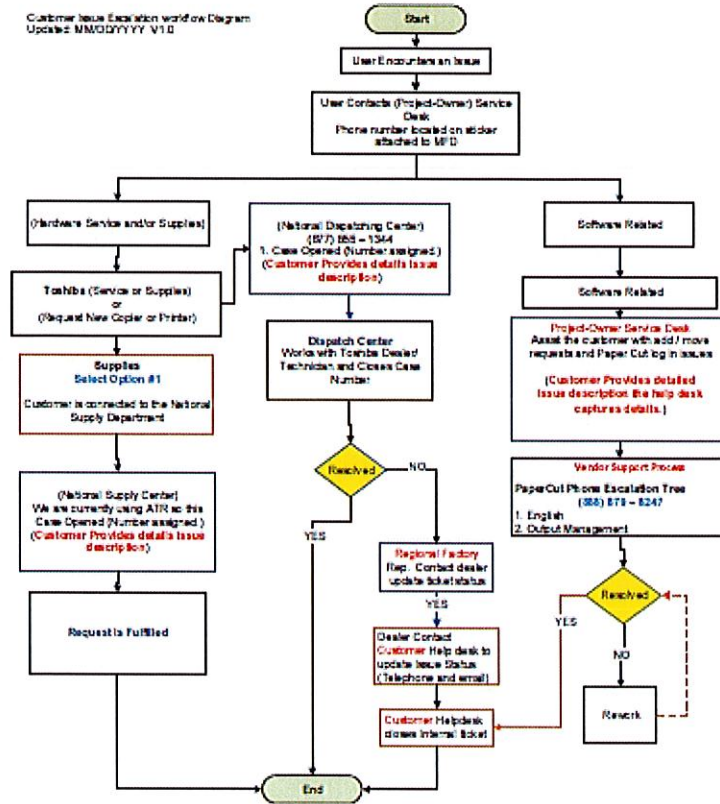 Customer Issue Escalation workflow Diagram
Updated: MM/DD/YYYY V1.0
Start
User Encounters an Issue
User Contacts (Project-Owner) Service
Desk
Phone number located on sticker
attached to MFD
(Hardware Service and/or Supplies)
(National Dispatching Center)
(877) 655 – 1344
1. Case Opened (Number assigned.)
(Customer Provides details Issue
description)
Software Related
Toshiba (Service or Supplies)
or
(Request New Copier or Printer)
Software Related
Supplies
Select Option #1
Customer is connected to the National
Supply Department
Dispatch Center
Works with Toshiba Dealer/
Technician and Closes Case
Number
Project-Owner Service Desk
Assist the customer with add / move
requests and Paper Cut log in issues
(Customer Provides detailed
Issue description the help desk
captures details.)
Resolved
NO
YES
Vendor Support Process
PaperCut Phone Escalation Tree
(888) 879 – 8247
1. English
2. Output Management
(National Supply Center)
We are currently using ATR so this
Case Opened (Number assigned.)
(Customer Provides details Issue
description)
Regional Factory
Rep. Contact dealer
update ticket status
YES
Resolved
YES
NO
Request is Fulfilled
Dealer Contact
Customer Help desk to
update Issue Status
(Telephone and email)
Rework
Customer Helpdesk
closes internal ticket
End